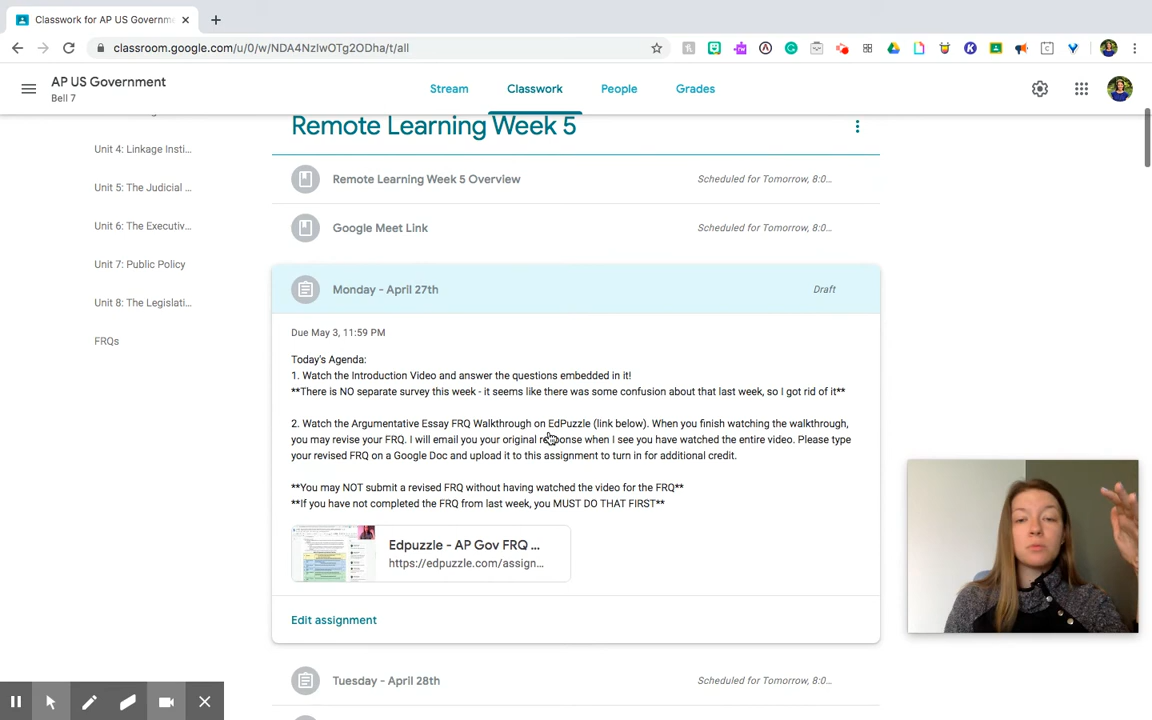 Classwork for AP US Governm
classroom.google.com/u/0/w/NDA4NzIwOTg2ODha/t/all
AP US Government
Bell 7
Stream
Classwork
People
Grades
Remote Learning Week 5
Unit 4: Linkage Insti...
Unit 5: The Judicial ...
Unit 6: The Executiv...
Unit 7: Public Policy
Unit 8: The Legislati...
FRQs
Remote Learning Week 5 Overview
Scheduled for Tomorrow, 8:0...
Google Meet Link
Scheduled for Tomorrow, 8:0...
Monday - April 27th
Draft
Due May 3, 11:59 PM
Today's Agenda:
1. Watch the Introduction Video and answer the questions embedded in it!
**There is NO separate survey this week - it seems like there was some confusion about that last week, so I got rid of it**
2. Watch the Argumentative Essay FRQ Walkthrough on EdPuzzle (link below). When you finish watching the walkthrough,
you may revise your FRQ. I will email you your original response when I see you have watched the entire video. Please type
your revised FRQ on a Google Doc and upload it to this assignment to turn in for additional credit.
**You may NOT submit a revised FRQ without having watched the video for the FRQ**
**If you have not completed the FRQ from last week, you MUST DO THAT FIRST**
Edpuzzle - AP Gov FRQ ...
https://edpuzzle.com/assign...
Edit assignment
Tuesday - April 28th
Scheduled for Tomorrow, 8:0...